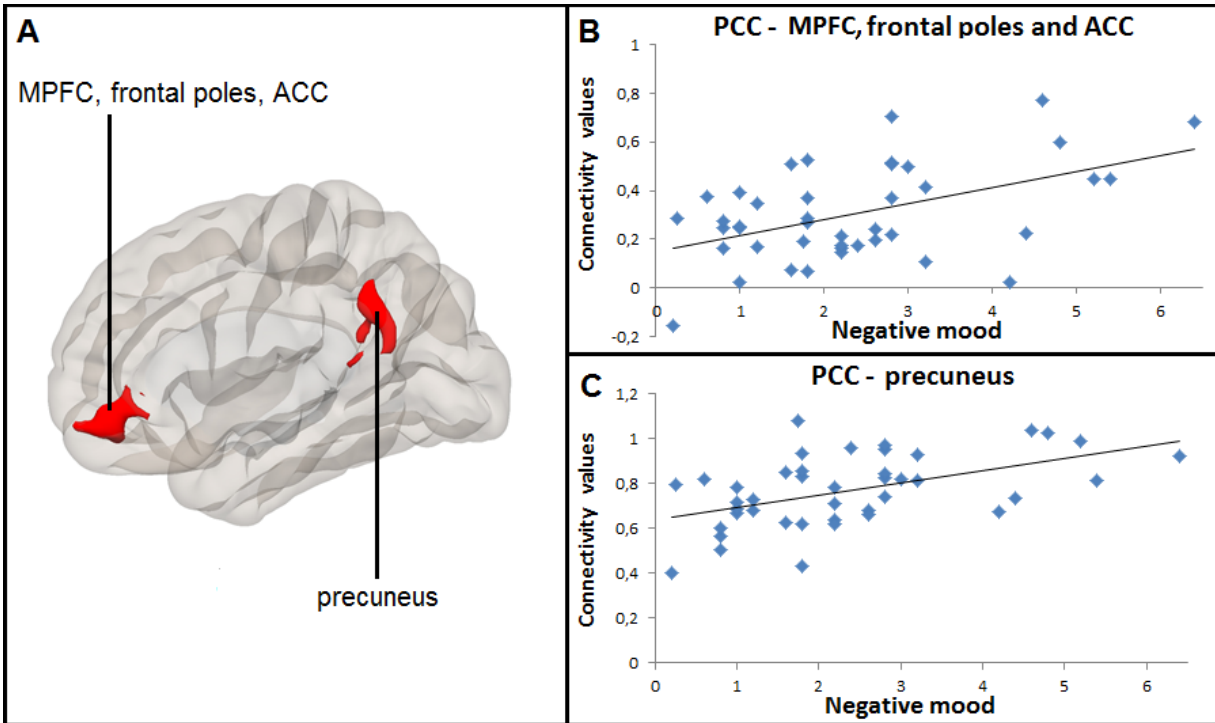 A
MPFC, frontal poles, ACC
precuneus
B
PCC - MPFC, frontal poles and ACC
Connectivity values
1
0,8
0,6
0,4
0,2
0
-0,2
0 1 2 3 4 5 6
Negative mood
C
PCC - precuneus
Connectivity values
1,2
1
0,8
0,6
0,4
0,2
0
0 1 2 3 4 5 6
Negative mood